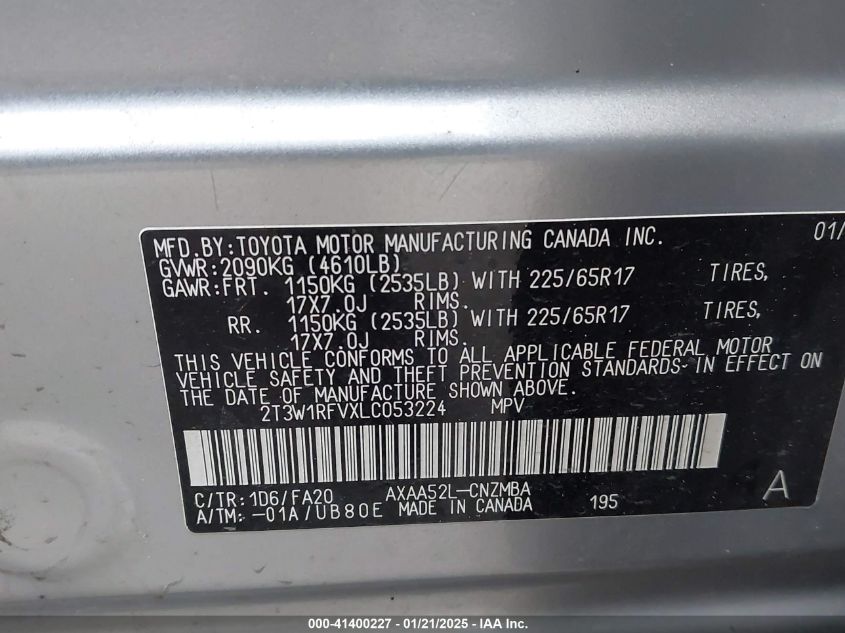 MFD. BY: TOYOTA MOTOR MANUFACTURING CANADA INC. 01/
GVWR: 2090KG (4610LB)
GAWR: FRT. 1150KG (2535LB) WITH 225/65R17 TIRES,
17X7.0J RIMS.
RR. 1150KG (2535LB) WITH 225/65R17 TIRES,
17X7.0J RIMS.
THIS VEHICLE CONFORMS TO ALL APPLICABLE FEDERAL MOTOR
VEHICLE SAFETY AND THEFT PREVENTION STANDARDS IN EFFECT ON
THE DATE OF MANUFACTURE SHOWN ABOVE.
2T3W1RFVXLC053224 MPV
C/TR: 1D6/FA20 AXAA52L-CNZMBA A
A/TM: -01A/UB80E MADE IN CANADA 195
000-41400227 - 01/21/2025 - IAA Inc.